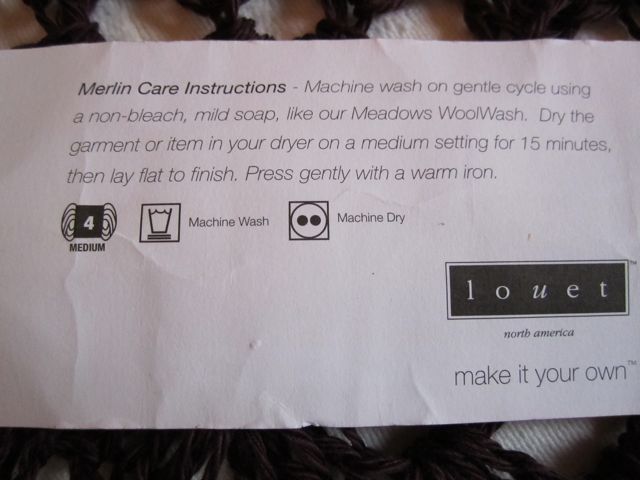 Merlin Care Instructions - Machine wash on gentle cycle using
a non-bleach, mild soap, like our Meadows WoolWash. Dry the
garment or item in your dryer on a medium setting for 15 minutes,
then lay flat to finish. Press gently with a warm iron.
4
MEDIUM
Machine Wash
Machine Dry
louet™
north america
make it your own™